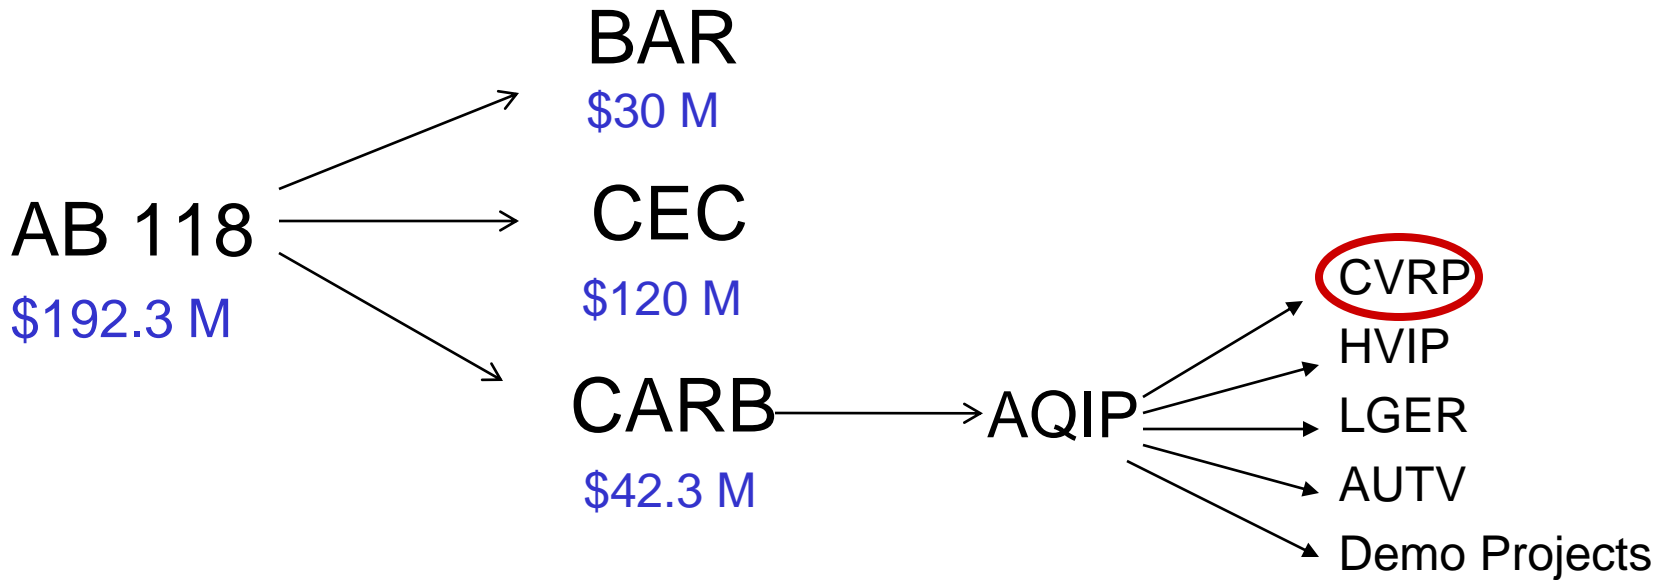 BAR
$30 M
AB 118
$192.3 M
CEC
$120 M
CARB
$42.3 M
AQIP
CVRP
HVIP
LGER
AUTV
Demo Projects